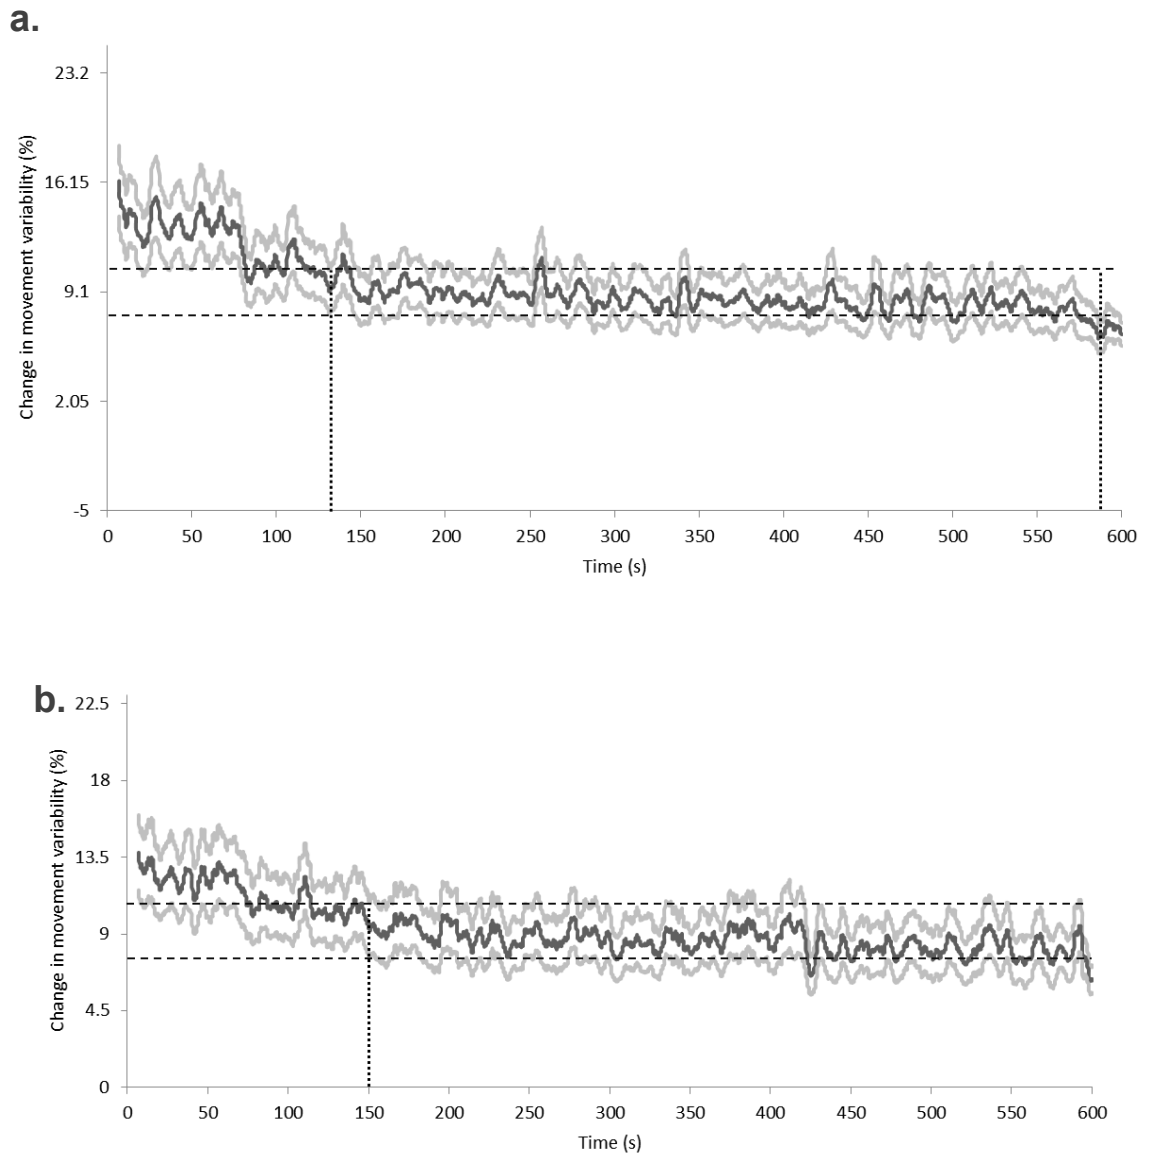 a.
Change in movement variability (%)
23.2
16.15
9.1
2.05
-5
0 50 100 150 200 250 300 350 400 450 500 550 600
Time (s)
b.
Change in movement variability (%)
22.5
18
13.5
9
4.5
0
0 50 100 150 200 250 300 350 400 450 500 550 600
Time (s)